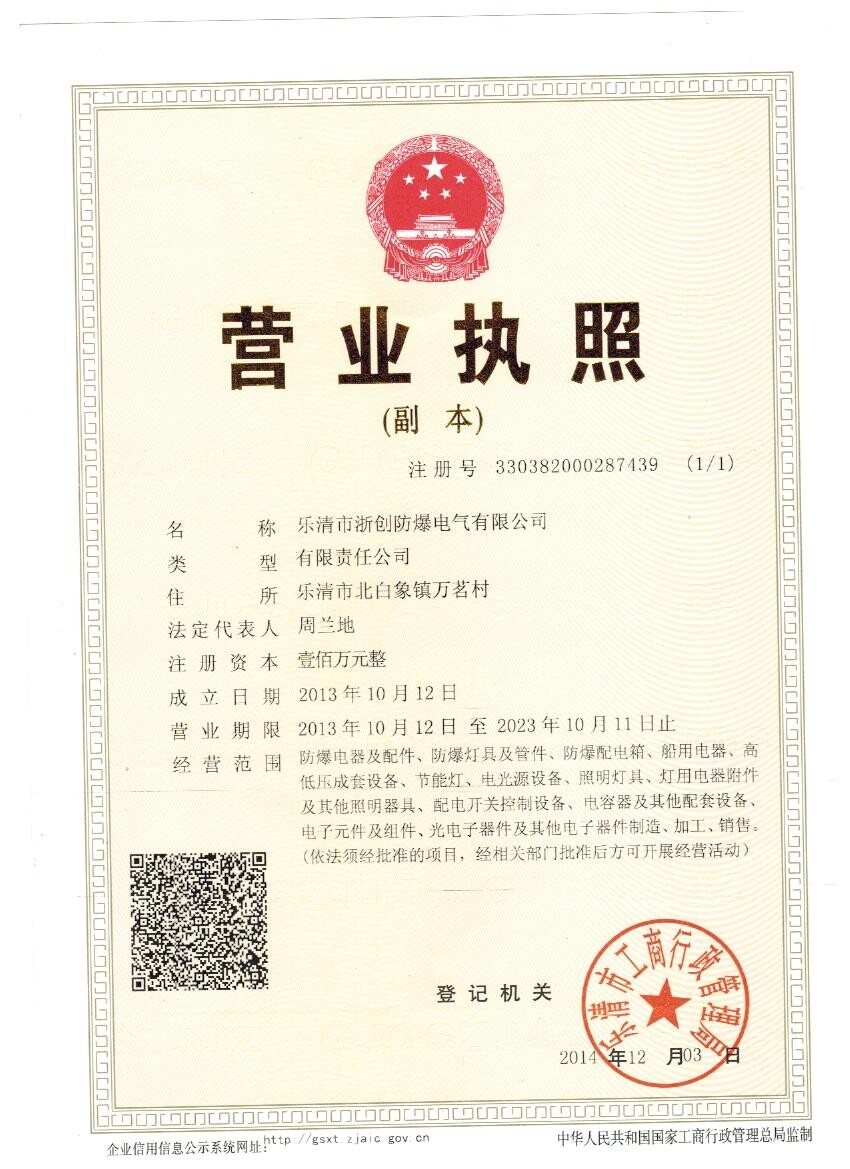 营业执照
(副 本)
注册号 330382000287439 (1/1)
名称 乐清市浙创防爆电气有限公司
类型 有限责任公司
住所 乐清市北白象镇万茗村
法定代表人 周兰地
注册资本 壹佰万元整
成立日期 2013年10月12日
营业期限 2013年10月12日 至 2023年10月11日止
经营范围 防爆电器及配件、防爆灯具及管件、防爆配电箱、船用电器、高
低压成套设备、节能灯、电光源设备、照明灯具、灯用电器附件
及其他照明器具、配电开关控制设备、电容器及其他配套设备、
电子元件及组件、光电子器件及其他电子器件制造、加工、销售。
(依法须经批准的项目，经相关部门批准后方可开展经营活动)
登记机关
乐清市工商行政管理局
2014年12月03日
企业信用信息公示系统网址：http://gsxt.zjaic.gov.cn
中华人民共和国国家工商行政管理总局监制